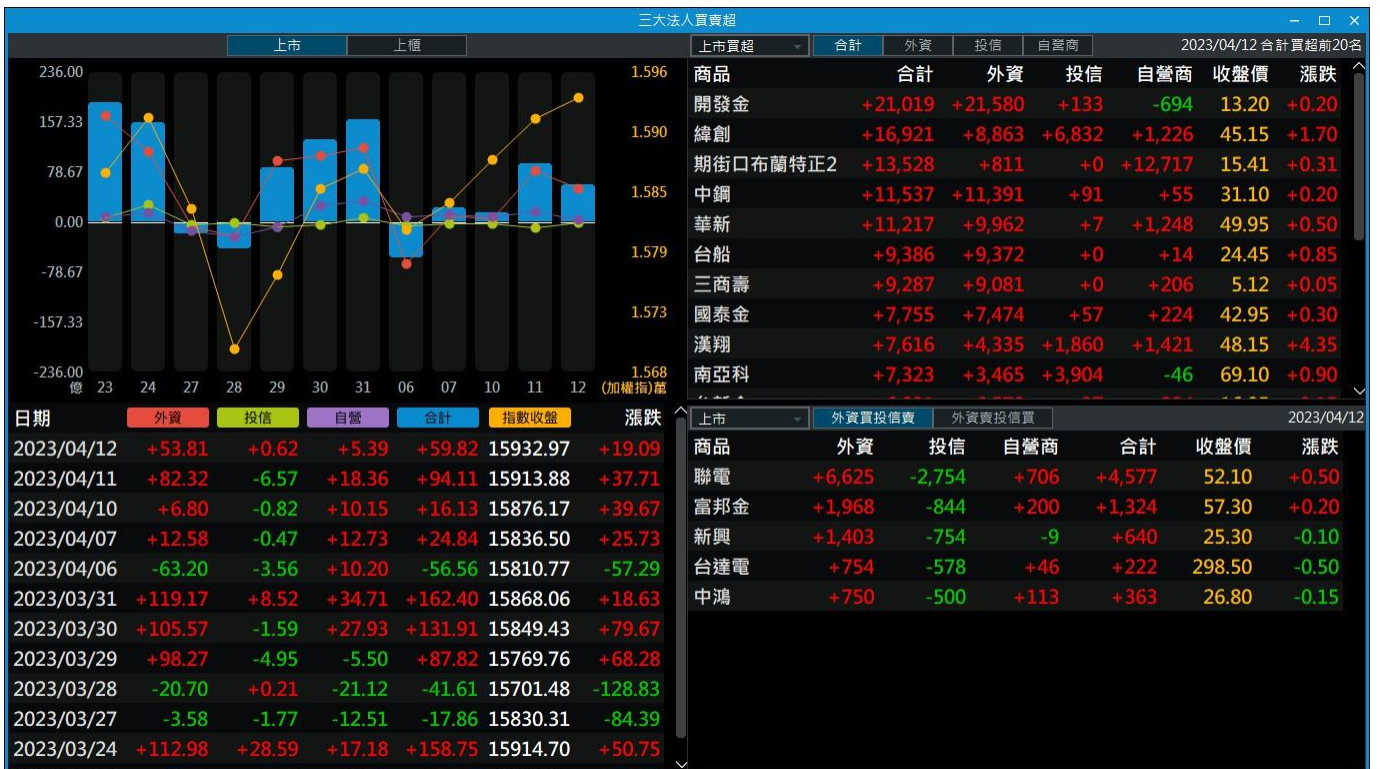 三大法人買賣超
上市 上櫃
236.00 1.596
157.33 1.590
78.67 1.585
0.00 1.579
-78.67
-157.33 1.573
-236.00 1.568
億 23 24 27 28 29 30 31 06 07 10 11 12 (加權指)萬
日期 外資 投信 自營 合計 指數收盤 漲跌
2023/04/12 +53.81 +0.62 +5.39 +59.82 15932.97 +19.09
2023/04/11 +82.32 -6.57 +18.36 +94.11 15913.88 +37.71
2023/04/10 +6.80 -0.82 +10.15 +16.13 15876.17 +39.67
2023/04/07 +12.58 -0.47 +12.73 +24.84 15836.50 +25.73
2023/04/06 -63.20 -3.56 +10.20 -56.56 15810.77 -57.29
2023/03/31 +119.17 +8.52 +34.71 +162.40 15868.06 +18.63
2023/03/30 +105.57 -1.59 +27.93 +131.91 15849.43 +79.67
2023/03/29 +98.27 -4.95 -5.50 +87.82 15769.76 +68.28
2023/03/28 -20.70 +0.21 -21.12 -41.61 15701.48 -128.83
2023/03/27 -3.58 -1.77 -12.51 -17.86 15830.31 -84.39
2023/03/24 +112.98 +28.59 +17.18 +158.75 15914.70 +50.75
上市買超 合計 外資 投信 自營商 2023/04/12 合計買超前20名
商品 合計 外資 投信 自營商 收盤價 漲跌
開發金 +21,019 +21,580 +133 -694 13.20 +0.20
緯創 +16,921 +8,863 +6,832 +1,226 45.15 +1.70
期街口布蘭特正2 +13,528 +811 +0 +12,717 15.41 +0.31
中鋼 +11,537 +11,391 +91 +55 31.10 +0.20
華新 +11,217 +9,962 +7 +1,248 49.95 +0.50
台船 +9,386 +9,372 +0 +14 24.45 +0.85
三商壽 +9,287 +9,081 +0 +206 5.12 +0.05
國泰金 +7,755 +7,474 +57 +224 42.95 +0.30
漢翔 +7,616 +4,335 +1,860 +1,421 48.15 +4.35
南亞科 +7,323 +3,465 +3,904 -46 69.10 +0.90
上市 外資買投信賣 外資賣投信買 2023/04/12
商品 外資 投信 自營商 合計 收盤價 漲跌
聯電 +6,625 -2,754 +706 +4,577 52.10 +0.50
富邦金 +1,968 -844 +200 +1,324 57.30 +0.20
新興 +1,403 -754 -9 +640 25.30 -0.10
台達電 +754 -578 +46 +222 298.50 -0.50
中鴻 +750 -500 +113 +363 26.80 -0.15